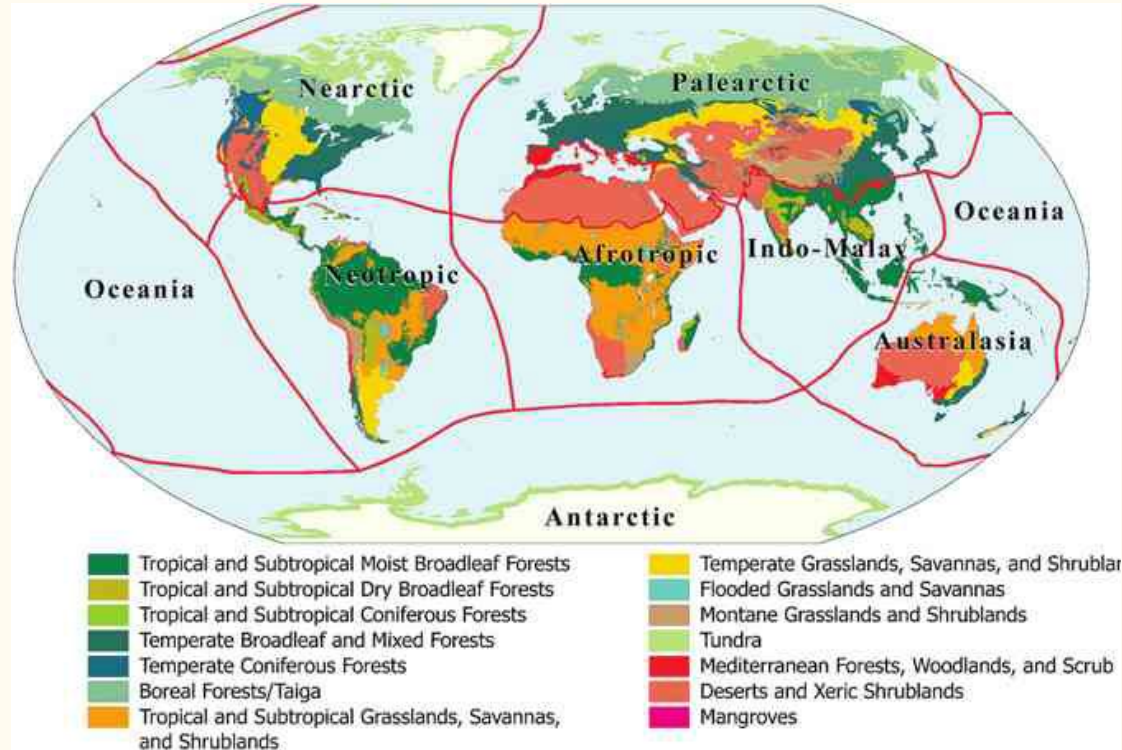 Nearctic
Palearctic
Oceania
Neotropic
Afrotropic
Indo-Malay
Oceania
Australasia
Antarctic
Tropical and Subtropical Moist Broadleaf Forests
Tropical and Subtropical Dry Broadleaf Forests
Tropical and Subtropical Coniferous Forests
Temperate Broadleaf and Mixed Forests
Temperate Coniferous Forests
Boreal Forests/Taiga
Tropical and Subtropical Grasslands, Savannas,
and Shrublands
Temperate Grasslands, Savannas, and Shrublar
Flooded Grasslands and Savannas
Montane Grasslands and Shrublands
Tundra
Mediterranean Forests, Woodlands, and Scrub
Deserts and Xeric Shrublands
Mangroves